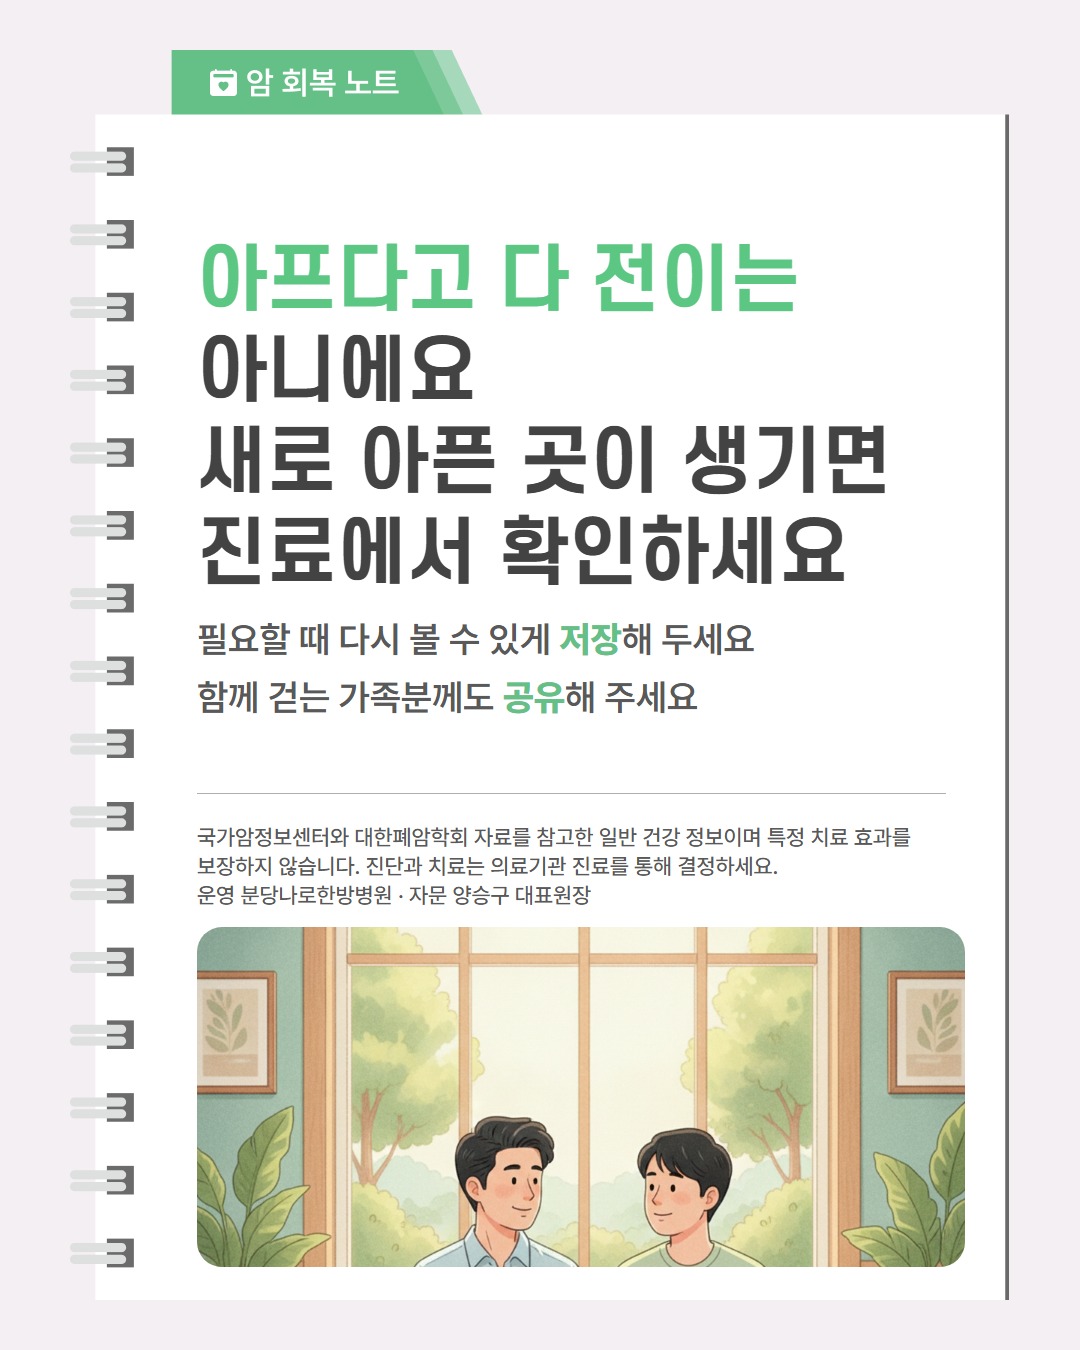 암 회복 노트
아프다고 다 전이는
아니에요
새로 아픈 곳이 생기면
진료에서 확인하세요
필요할 때 다시 볼 수 있게 저장해 두세요
함께 걷는 가족분께도 공유해 주세요
국가암정보센터와 대한폐암학회 자료를 참고한 일반 건강 정보이며 특정 치료 효과를
보장하지 않습니다. 진단과 치료는 의료기관 진료를 통해 결정하세요.
운영 분당나로한방병원 · 자문 양승구 대표원장